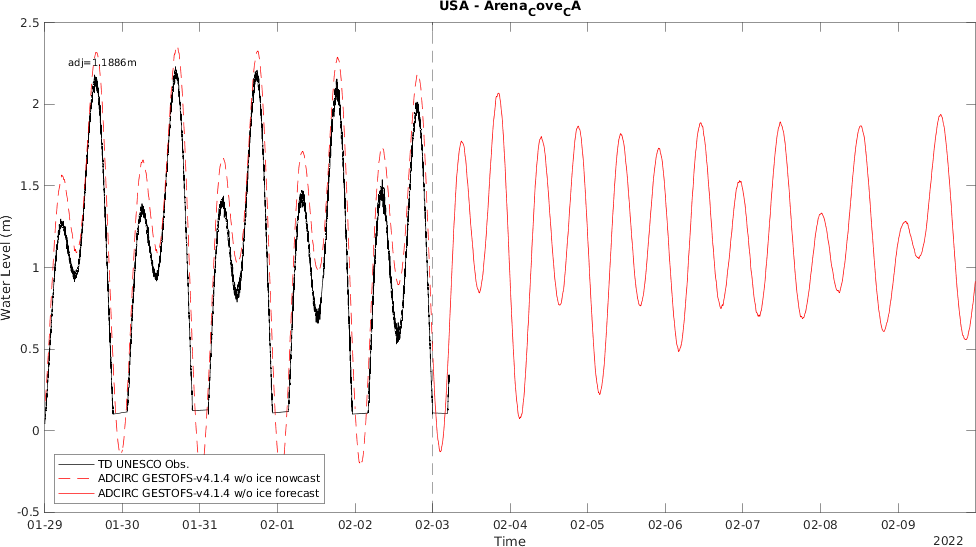 USA - ArenaCoveCA
adj=1.1886m
2.5
2
1.5
1
0.5
0
-0.5
Water Level (m)
TD UNESCO Obs.
ADCIRC GESTOFS-v4.1.4 w/o ice nowcast
ADCIRC GESTOFS-v4.1.4 w/o ice forecast
01-29 01-30 01-31 02-01 02-02 02-03 02-04 02-05 02-06 02-07 02-08 02-09
Time
2022